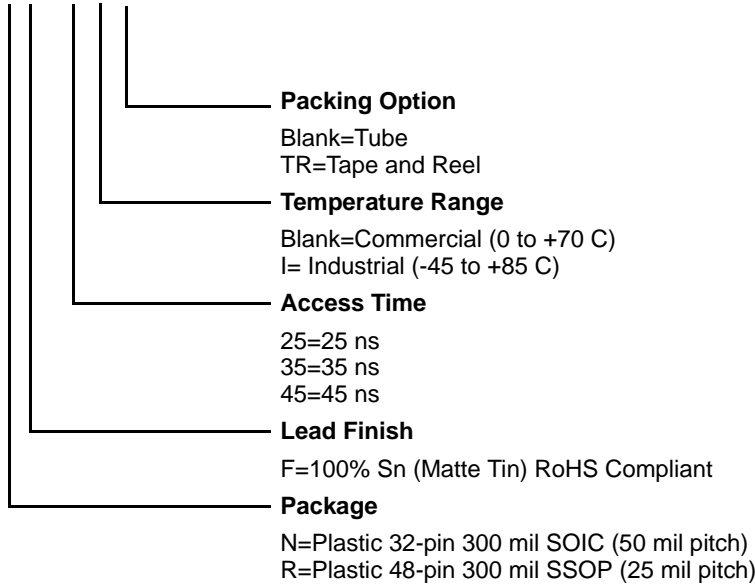 Packing Option
Blank=Tube
TR=Tape and Reel
Temperature Range
Blank=Commercial (0 to +70 C)
I= Industrial (-45 to +85 C)
Access Time
25=25 ns
35=35 ns
45=45 ns
Lead Finish
F=100% Sn (Matte Tin) RoHS Compliant
Package
N=Plastic 32-pin 300 mil SOIC (50 mil pitch)
R=Plastic 48-pin 300 mil SSOP (25 mil pitch)